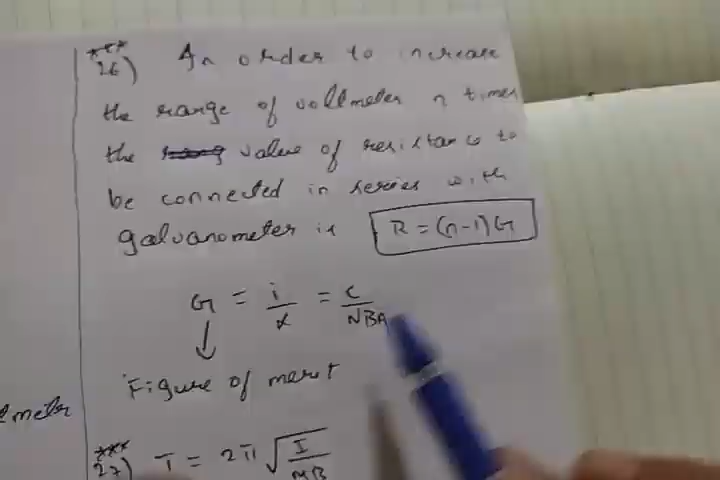 ***
26) In order to increase
the range of voltmeter n times
the value of resistance to
be connected in series with
galvanometer is R = (n-1)G
G = i/α = C/NBA
Figure of merit
***
27) T = 2π √(I/MB)